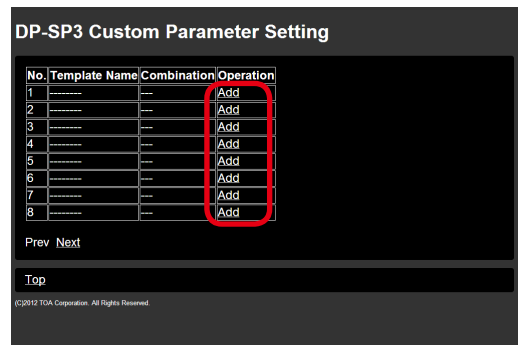 DP-SP3 Custom Parameter Setting
No. Template Name Combination Operation
1 -------- --- Add
2 -------- --- Add
3 -------- --- Add
4 -------- --- Add
5 -------- --- Add
6 -------- --- Add
7 -------- --- Add
8 -------- --- Add
Prev Next
Top
(C)2012 TOA Corporation. All Rights Reserved.